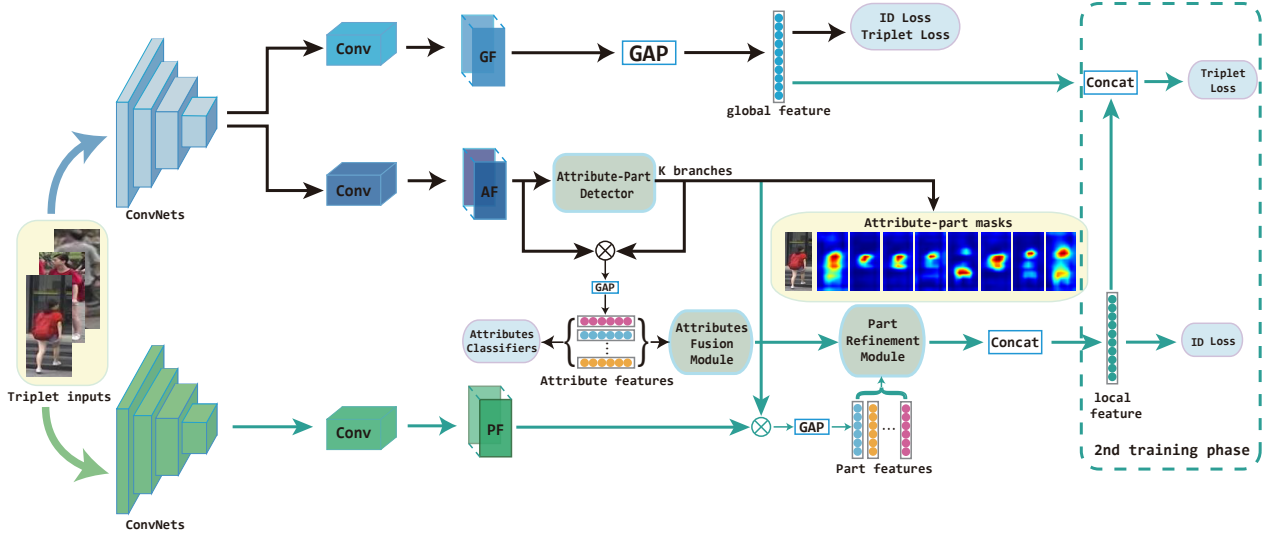 ID Loss
Triplet Loss
Conv
GF
GAP
global feature
Concat
Triplet
Loss
ConvNets
Conv
AF
Attribute-Part
Detector
K branches
Attribute-part masks
GAP
Triplet inputs
Attributes
Classifiers
Attribute features
Attributes
Fusion
Module
Part
Refinement
Module
Concat
local
feature
ID Loss
ConvNets
Conv
PF
GAP
Part features
2nd training phase